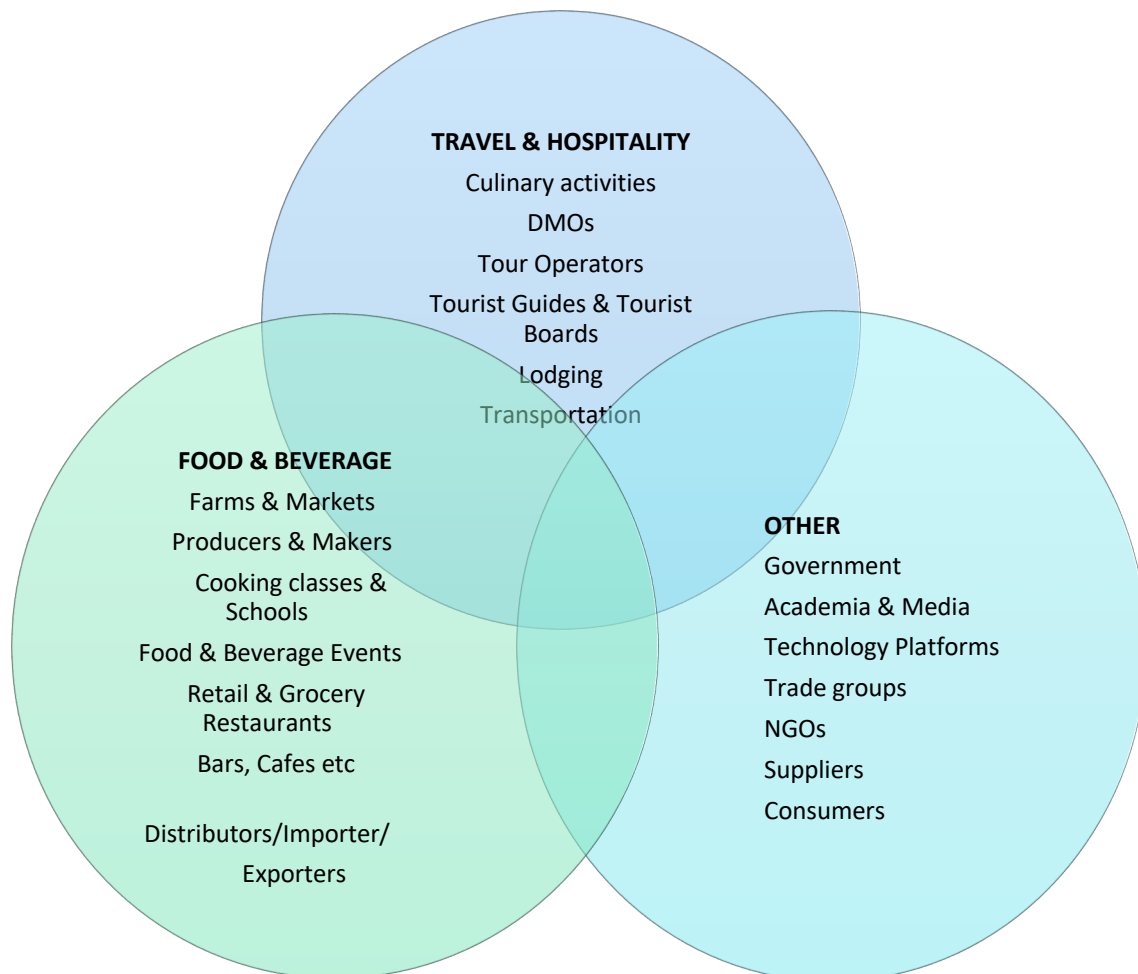 TRAVEL & HOSPITALITY
Culinary activities
DMOs
Tour Operators
Tourist Guides & Tourist
Boards
Lodging
Transportation
FOOD & BEVERAGE
Farms & Markets
Producers & Makers
Cooking classes &
Schools
Food & Beverage Events
Retail & Grocery
Restaurants
Bars, Cafes etc
Distributors/Importer/
Exporters
OTHER
Government
Academia & Media
Technology Platforms
Trade groups
NGOs
Suppliers
Consumers